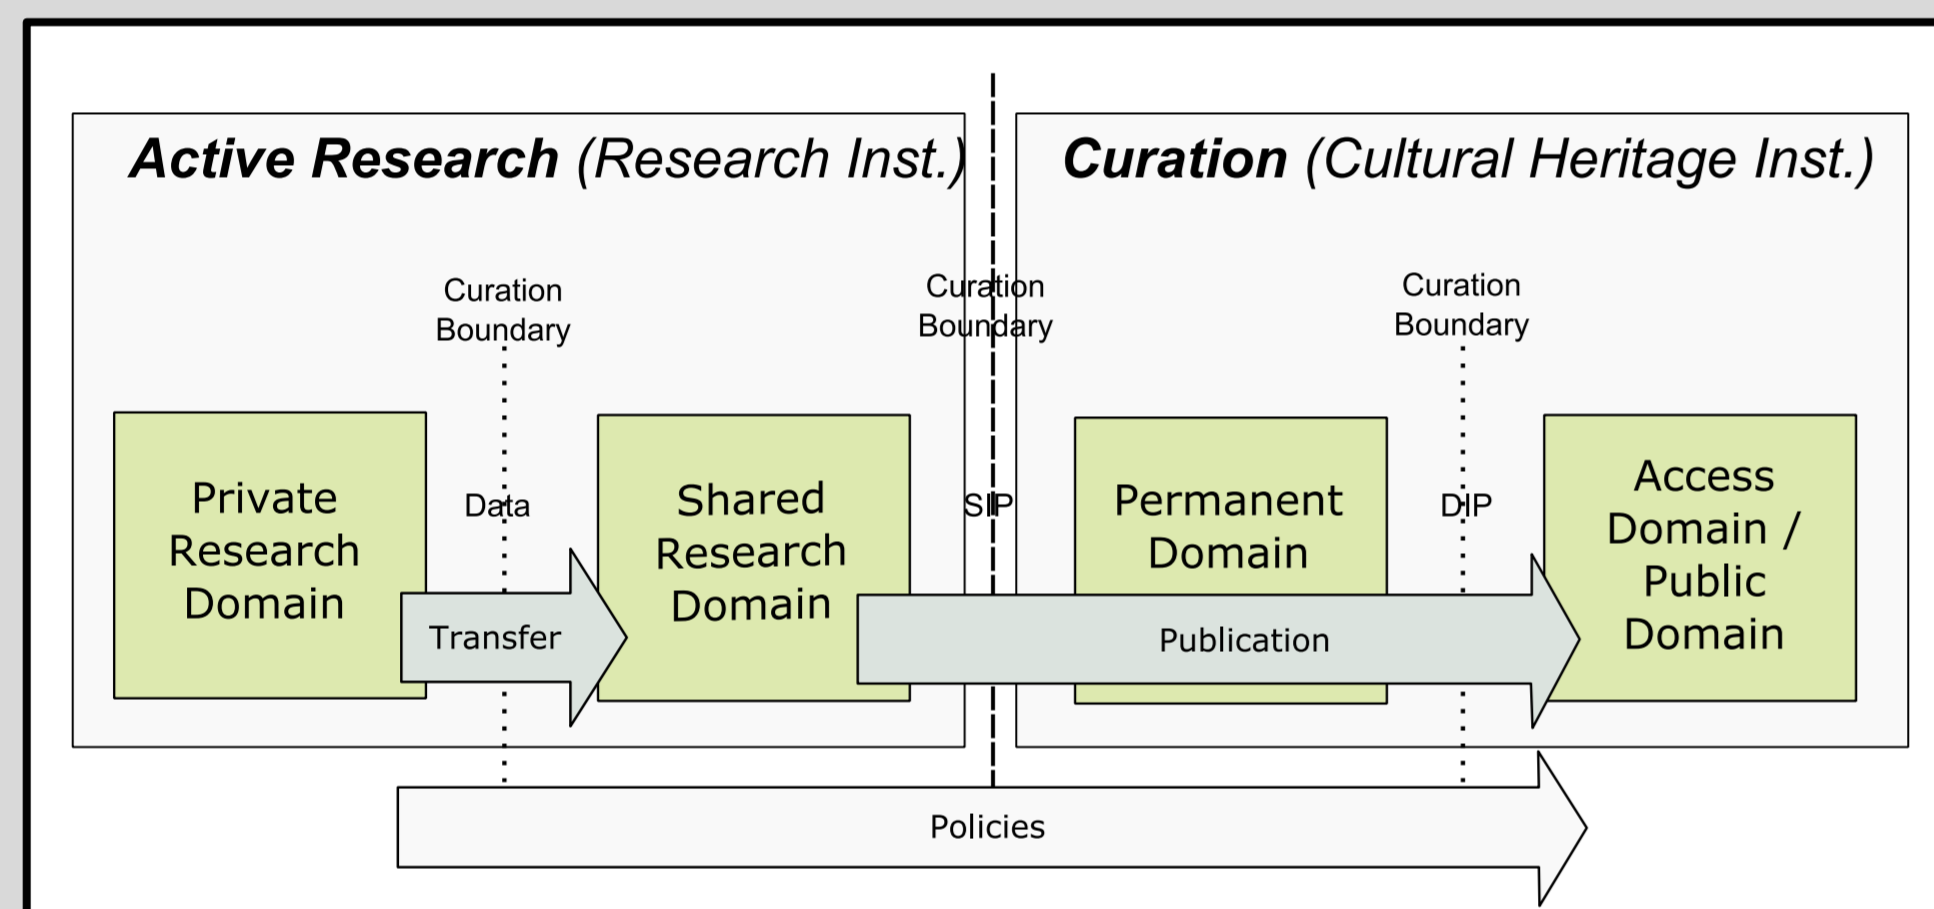 Active Research (Research Inst.)
Curation (Cultural Heritage Inst.)
Curation
Boundary
Curation
Boundary
Curation
Boundary
Private
Research
Domain
Data
Shared
Research
Domain
SIP
Permanent
Domain
DIP
Access
Domain /
Public
Domain
Transfer
Publication
Policies